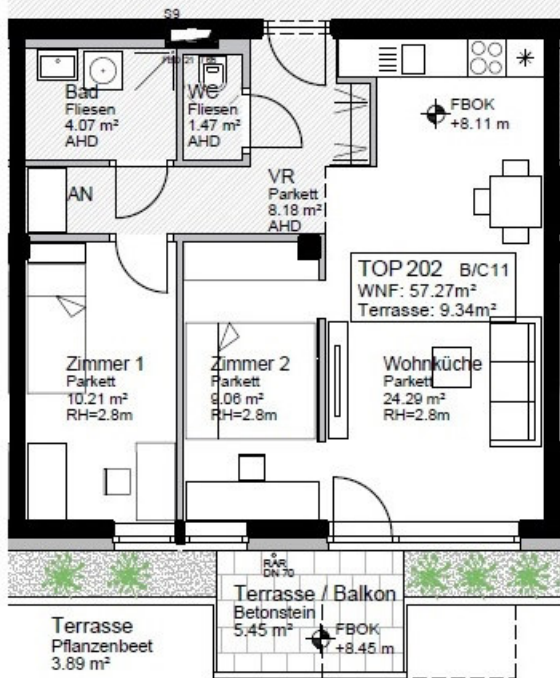 S9
Bad
Fliesen
4.07 m²
AHD
WC
Fliesen
1.47 m²
AHD
FBOK
+8.11 m
AN
VR
Parkett
8.18 m²
AHD
TOP 202 B/C11
WNF: 57.27m²
Terrasse: 9.34m²
Zimmer 1
Parkett
10.21 m²
RH=2.8m
Zimmer 2
Parkett
9.06 m²
RH=2.8m
Wohnküche
Parkett
24.29 m²
RH=2.8m
RAR
DN 70
Terrasse / Balkon
Betonstein
5.45 m²
FBOK
+8.45 m
Terrasse
Pflanzenbeet
3.89 m²